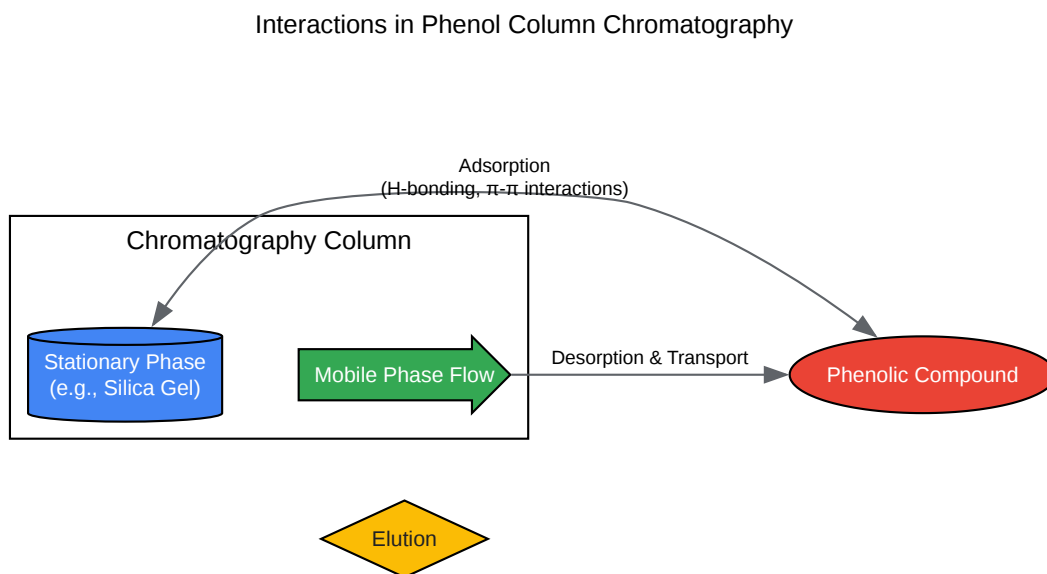 Interactions in Phenol Column Chromatography
Adsorption
(H-bonding, π-π interactions)
Chromatography Column
Stationary Phase
(e.g., Silica Gel)
Mobile Phase Flow
Desorption & Transport
Phenolic Compound
Elution